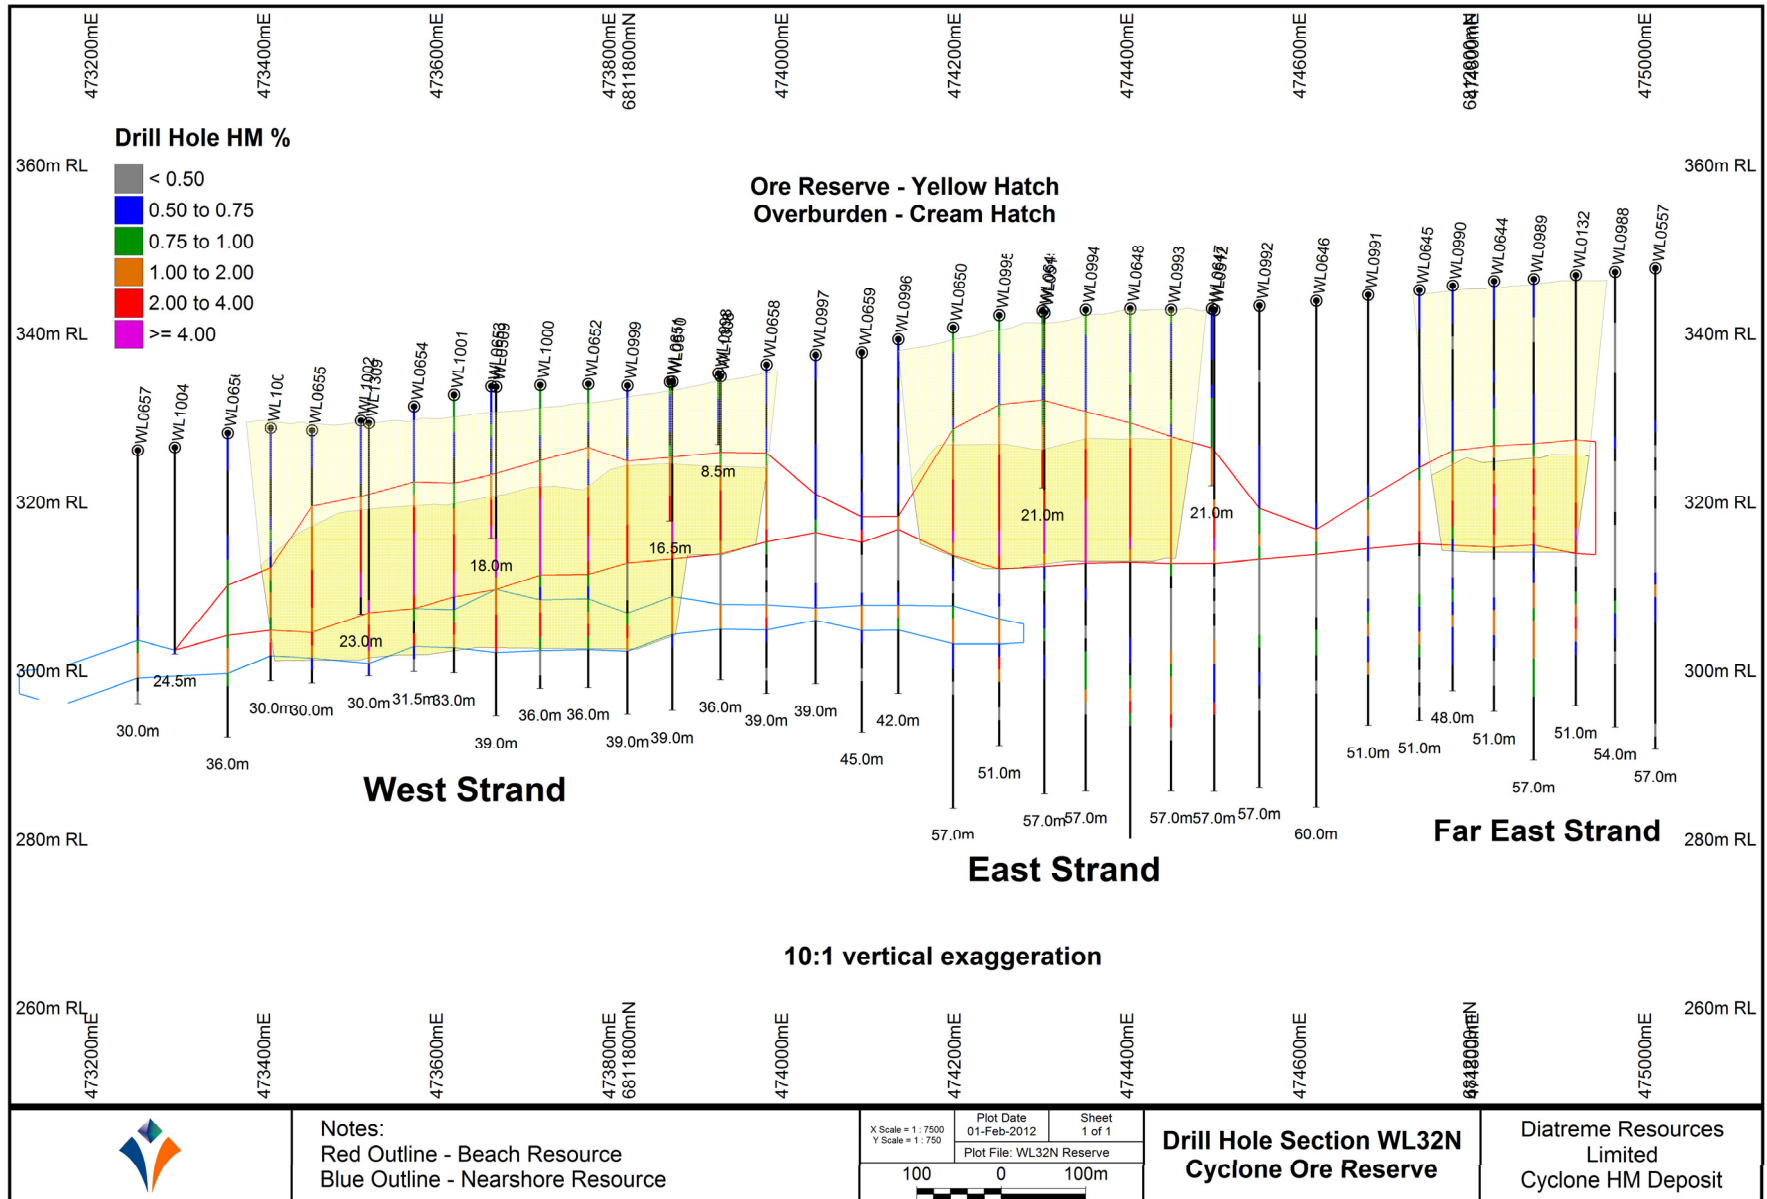 473200mE
473400mE
473600mE
473800mE
6811800mN
474000mE
474200mE
474400mE
474600mE
475000mE
Drill Hole HM %
< 0.50
0.50 to 0.75
0.75 to 1.00
1.00 to 2.00
2.00 to 4.00
>= 4.00
360m RL
360m RL
Ore Reserve - Yellow Hatch
Overburden - Cream Hatch
340m RL
340m RL
WL0657
WL1004
WL0655
WL1002
WL1309
WL0654
WL1001
WL1000
WL0652
WL0999
WL0658
WL0997
WL0659
WL0996
WL0650
WL0994
WL0648
WL0993
WL0992
WL0646
WL0991
WL0645
WL0990
WL0644
WL0989
WL0132
WL0988
WL0557
320m RL
320m RL
8.5m
21.0m
21.0m
16.5m
18.0m
23.0m
300m RL
300m RL
24.5m
30.0m
36.0m
30.0m
30.0m
30.0m
31.5m
33.0m
39.0m
36.0m
36.0m
39.0m
39.0m
36.0m
39.0m
39.0m
45.0m
42.0m
57.0m
51.0m
57.0m
57.0m
57.0m
57.0m
57.0m
60.0m
51.0m
51.0m
48.0m
51.0m
57.0m
51.0m
54.0m
57.0m
West Strand
East Strand
Far East Strand
280m RL
280m RL
10:1 vertical exaggeration
260m RL
260m RL
473200mE
473400mE
473600mE
473800mE
6811800mN
474000mE
474200mE
474400mE
474600mE
475000mE
Notes:
Red Outline - Beach Resource
Blue Outline - Nearshore Resource
X Scale = 1 : 7500
Y Scale = 1 : 750
Plot Date
01-Feb-2012
Sheet
1 of 1
Plot File: WL32N Reserve
100 0 100m
Drill Hole Section WL32N
Cyclone Ore Reserve
Diatreme Resources
Limited
Cyclone HM Deposit